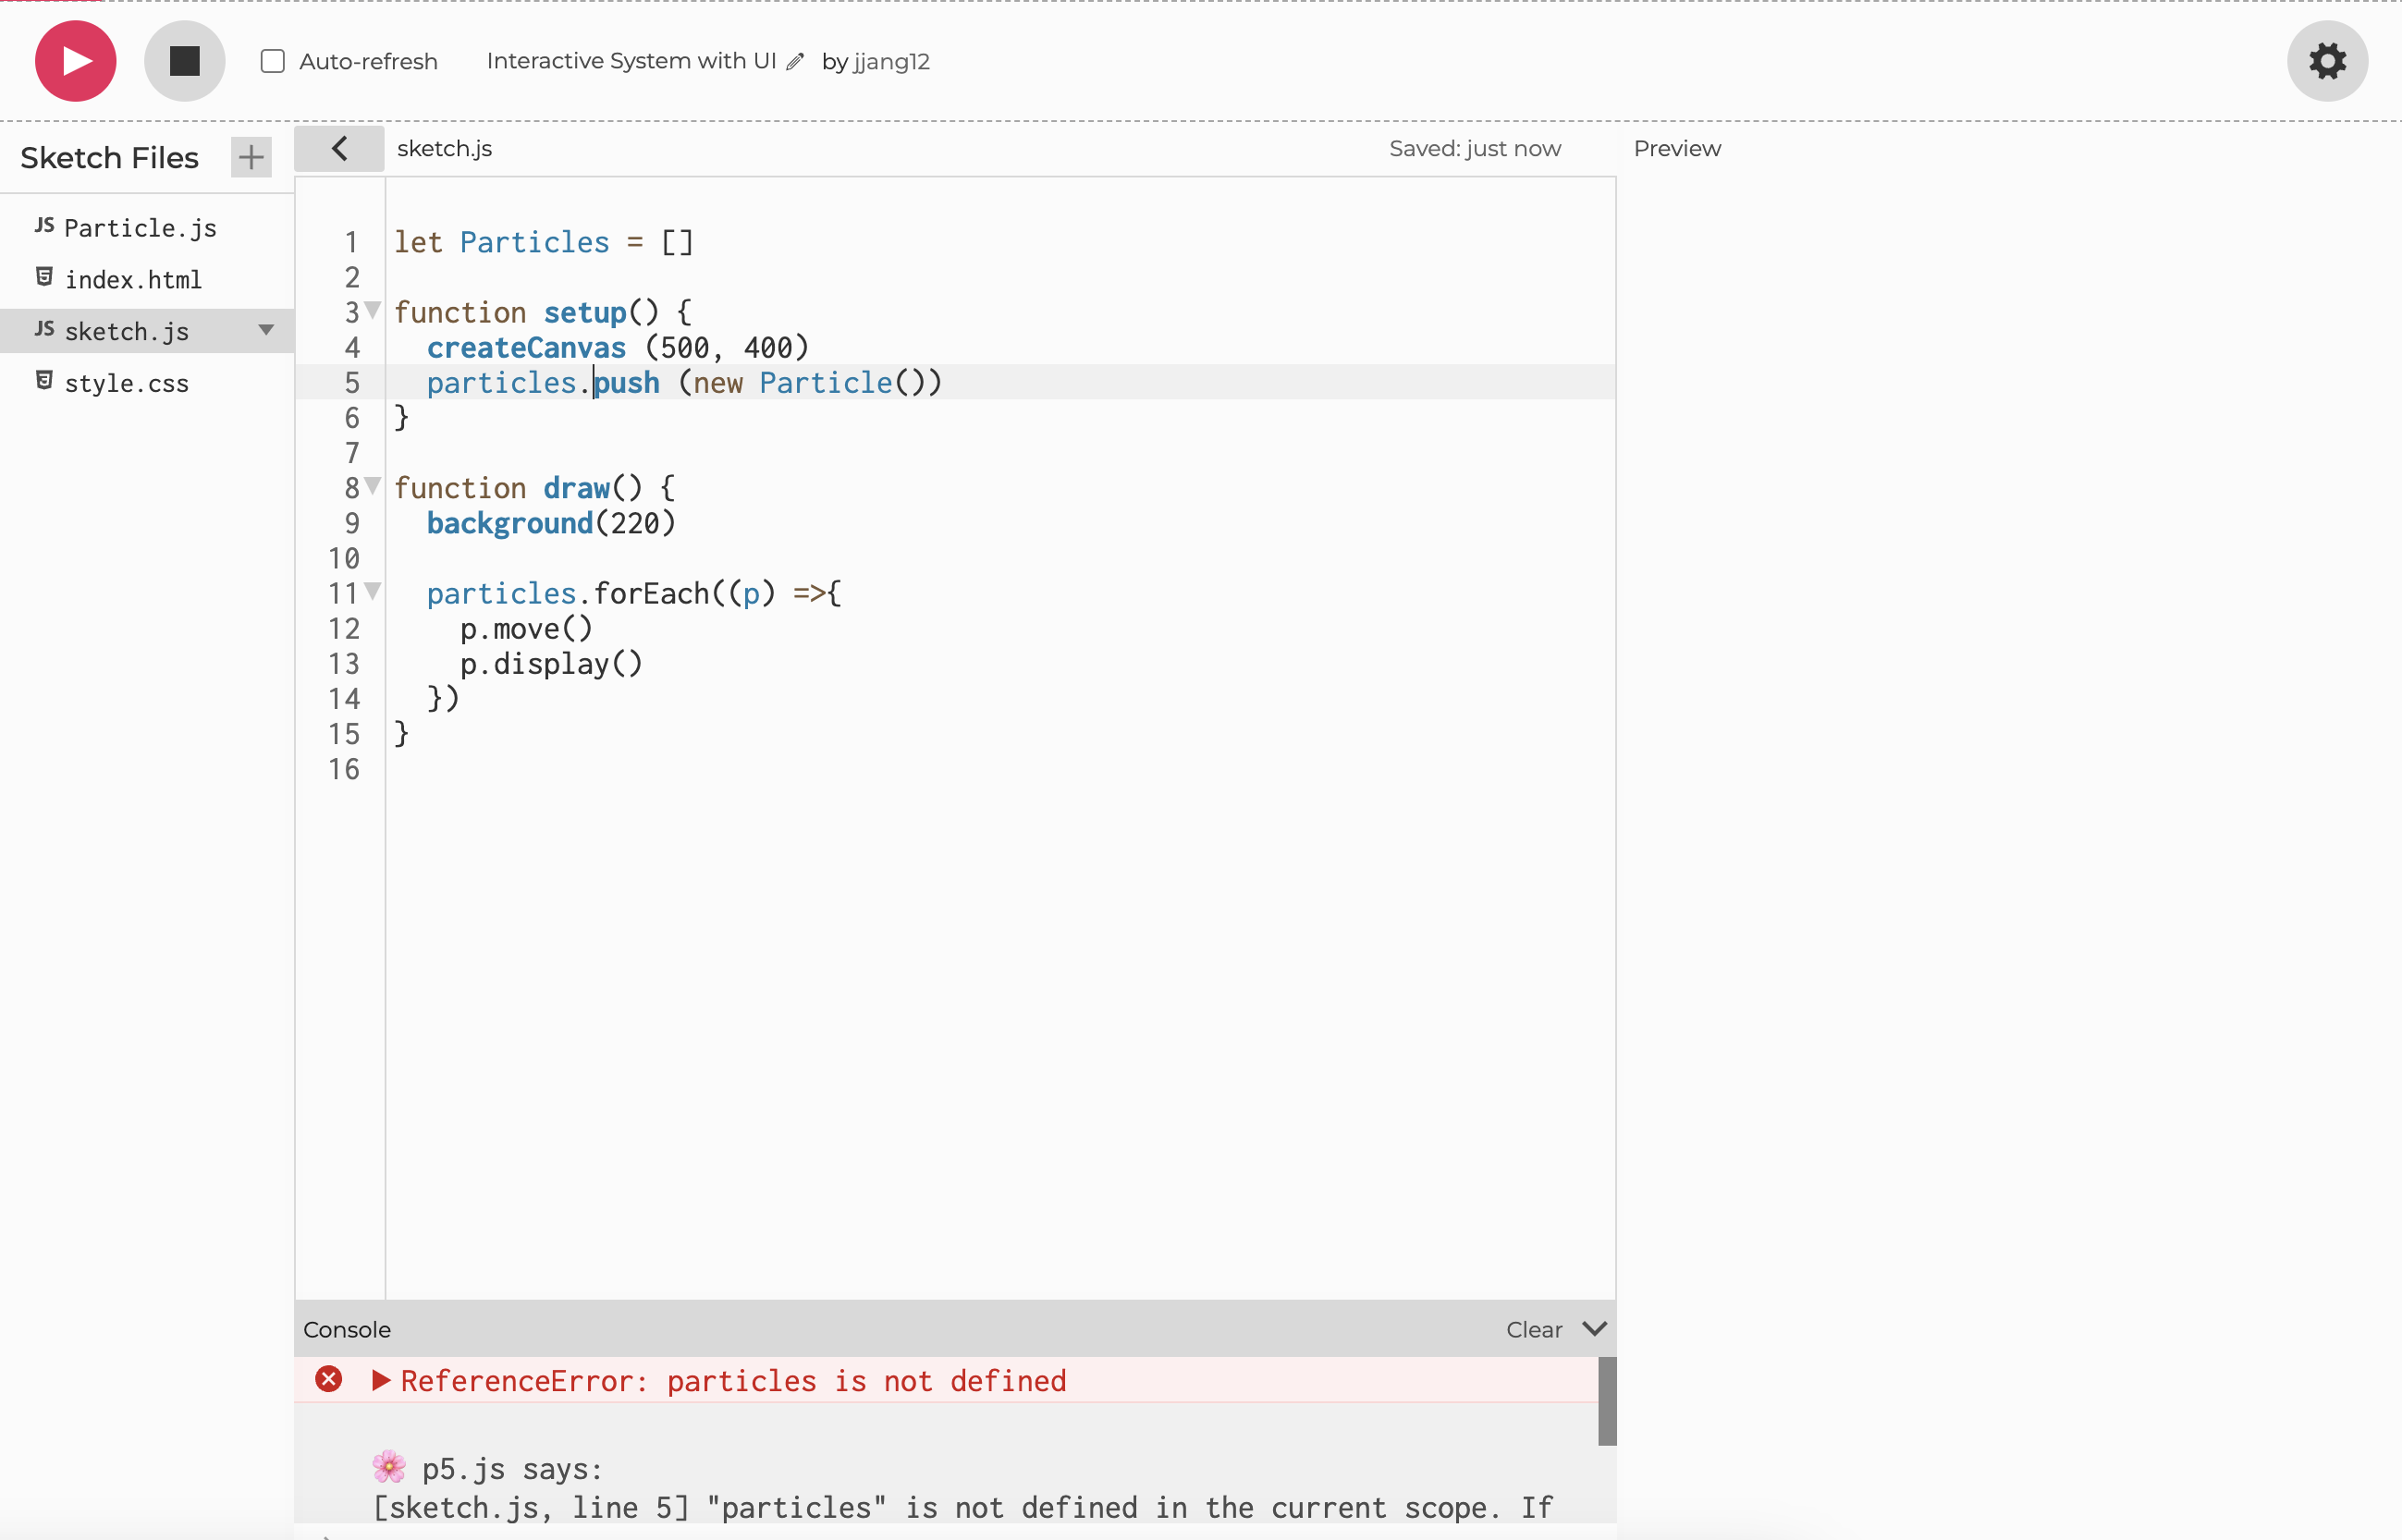 Auto-refresh
Interactive System with UI
by jjang12
Sketch Files
+
JS Particle.js
index.html
JS sketch.js
style.css
sketch.js
Saved: just now
Preview
1 let Particles = []
2
3 function setup() {
4   createCanvas (500, 400)
5   particles.push (new Particle())
6 }
7
8 function draw() {
9   background(220)
10
11   particles.forEach((p) =>{
12     p.move()
13     p.display()
14   })
15 }
16
Console
Clear
ReferenceError: particles is not defined
🌸 p5.js says:
[sketch.js, line 5] "particles" is not defined in the current scope. If